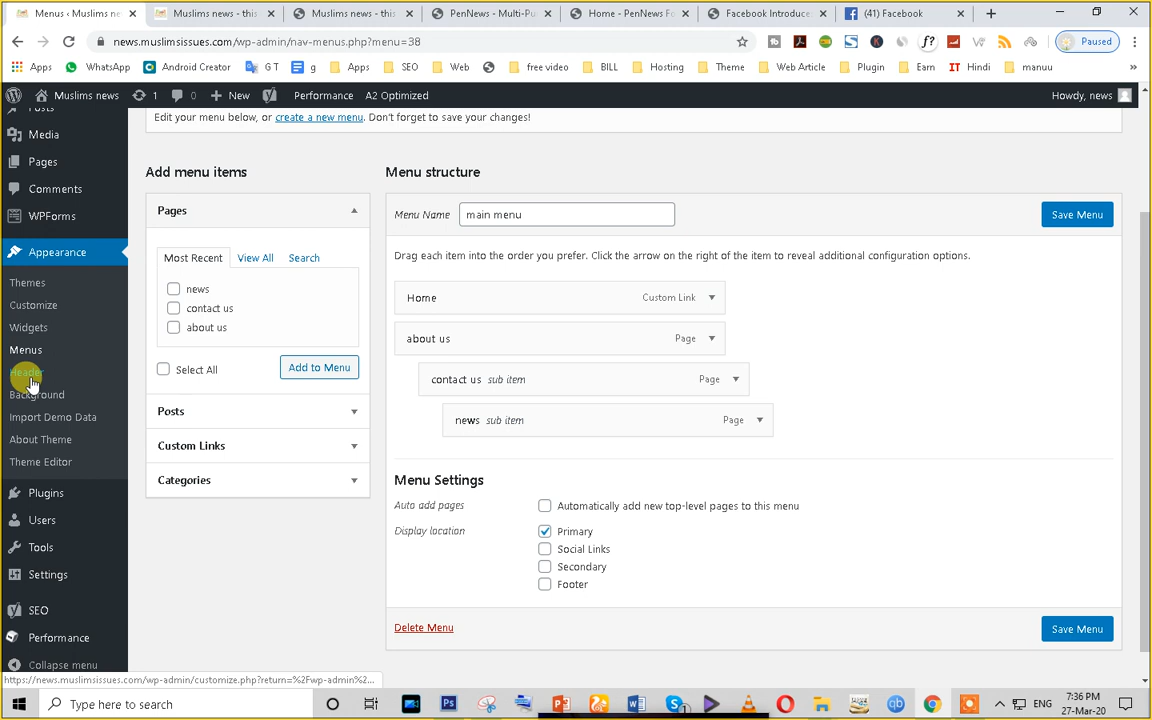 Menus ‹ Muslims news
Muslims news - this
Muslims news - this
PenNews - Multi-Pu
Home - PenNews Fo
Facebook Introduce
(41) Facebook
news.muslimsissues.com/wp-admin/nav-menus.php?menu=38
Paused
Apps
WhatsApp
Android Creator
G T
g
Apps
SEO
Web
free video
BILL
Hosting
Theme
Web Article
Plugin
Earn
IT
Hindi
manuu
Muslims news
1
0
New
Performance
A2 Optimized
Howdy, news
Posts
Media
Pages
Comments
WPForms
Appearance
Themes
Customize
Widgets
Menus
Header
Background
Import Demo Data
About Theme
Theme Editor
Plugins
Users
Tools
Settings
SEO
Performance
Collapse menu
Edit your menu below, or create a new menu. Don't forget to save your changes!
Add menu items
Pages
Most Recent
View All
Search
news
contact us
about us
Select All
Add to Menu
Posts
Custom Links
Categories
Menu structure
Menu Name
main menu
Save Menu
Drag each item into the order you prefer. Click the arrow on the right of the item to reveal additional configuration options.
Home
Custom Link
about us
Page
contact us sub item
Page
news sub item
Page
Menu Settings
Auto add pages
Automatically add new top-level pages to this menu
Display location
Primary
Social Links
Secondary
Footer
Delete Menu
Save Menu
https://news.muslimsissues.com/wp-admin/customize.php?return=%2Fwp-admin%2...
Type here to search
ENG
7:36 PM
27-Mar-20